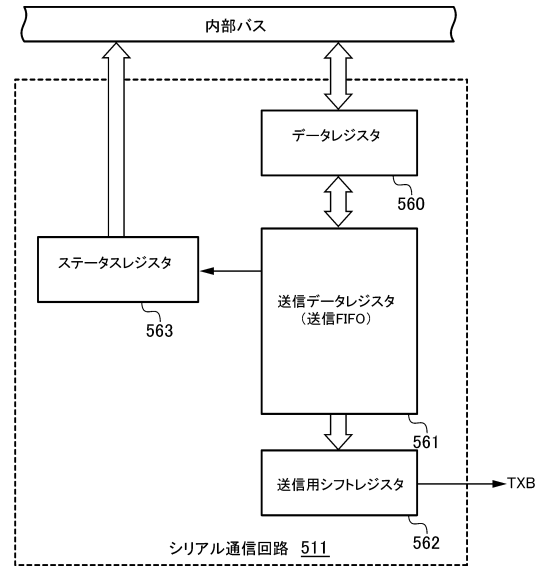 内部バス
データレジスタ
560
ステータスレジスタ
563
送信データレジスタ
（送信FIFO）
561
送信用シフトレジスタ
562
TXB
シリアル通信回路 511